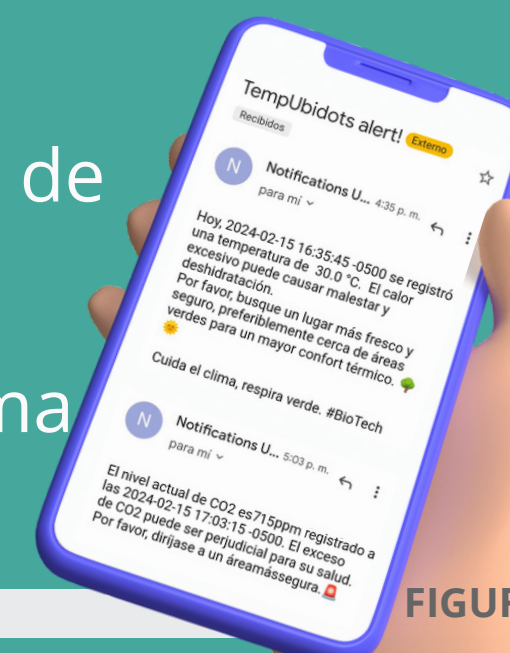 de
ma
TempUbidots alert! Externo
Recibidos
N
Notifications U... 4:35 p. m.
para mí
Hoy, 2024-02-15 16:35:45 -0500 se registró
una temperatura de 30.0 °C. El calor
excesivo puede causar malestar y
deshidratación.
Por favor, busque un lugar más fresco y
seguro, preferiblemente cerca de áreas
verdes para un mayor confort térmico. 🌳
🌞
Cuida el clima, respira verde. #BioTech
N
Notifications U... 5:03 p. m.
para mí
El nivel actual de CO2 es715ppm registrado a
las 2024-02-15 17:03:15 -0500. El exceso
de CO2 puede ser perjudicial para su salud.
Por favor, diríjase a un áreamássegura.🚨
FIGUR